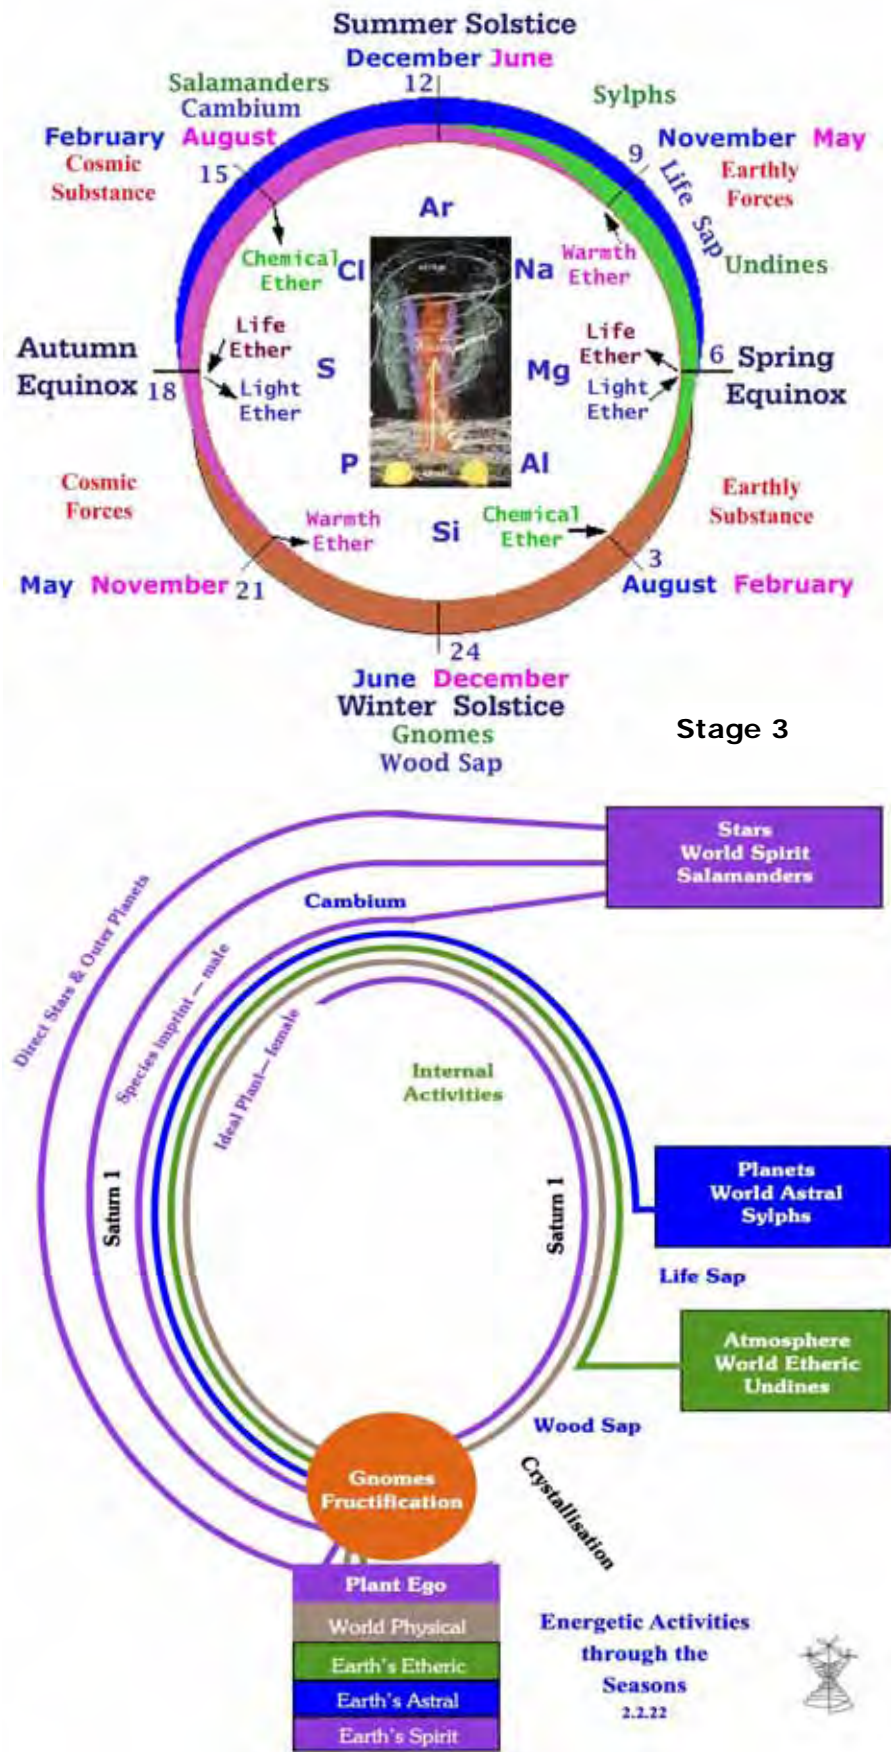 Summer Solstice
December June
12
Salamanders
Cambium
Sylphs
February August
November May
15
9
Cosmic
Substance
Earthly
Forces
Life Sap
Ar
Chemical
Ether
Cl
Na
Warmth
Ether
Undines
Life
Ether
Life
Ether
Autumn
Equinox
18
Light
Ether
S
Mg
Light
Ether
6
Spring
Equinox
P
Al
Cosmic
Forces
Earthly
Substance
Warmth
Ether
Si
Chemical
Ether
May November
21
3
August February
24
June December
Winter Solstice
Gnomes
Wood Sap
Stage 3
Stars
World Spirit
Salamanders
Cambium
Direct Stars & Outer Planets
Species imprint — male
Ideal Plant— female
Internal
Activities
Saturn 1
Saturn 1
Planets
World Astral
Sylphs
Life Sap
Atmosphere
World Etheric
Undines
Wood Sap
Crystallisation
Gnomes
Fructification
Plant Ego
World Physical
Earth's Etheric
Earth's Astral
Earth's Spirit
Energetic Activities
through the
Seasons
2.2.22